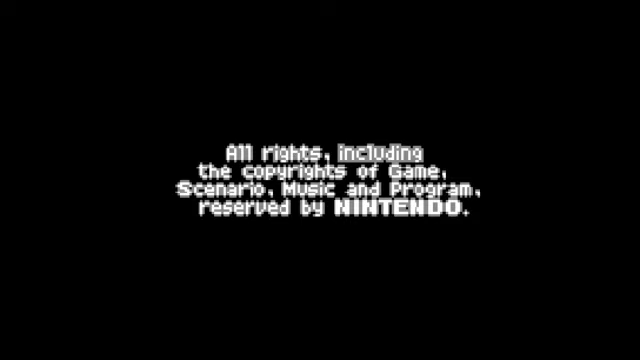 All rights, including
the copyrights of Game,
Scenario, Music and Program,
reserved by NINTENDO.